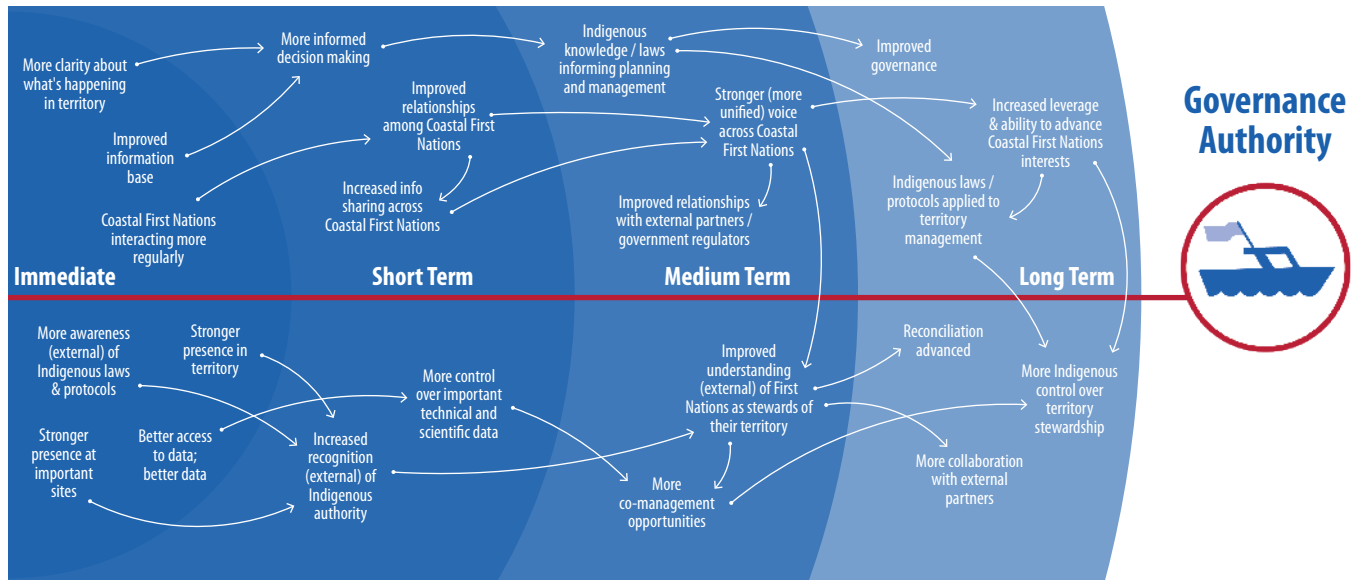 More clarity about
what's happening
in territory
More informed
decision making
Indigenous
knowledge / laws
informing planning
and management
Improved
governance
Improved
information
base
Improved
relationships
among Coastal First
Nations
Stronger (more
unified) voice
across Coastal
First Nations
Increased leverage
& ability to advance
Coastal First Nations
interests
Coastal First Nations
interacting more
regularly
Increased info
sharing across
Coastal First Nations
Improved relationships
with external partners /
government regulators
Indigenous laws /
protocols applied to
territory
management
Governance
Authority
Immediate
Short Term
Medium Term
Long Term
More awareness
(external) of
Indigenous laws
& protocols
Stronger
presence in
territory
More control
over important
technical and
scientific data
Improved
understanding
(external) of First
Nations as stewards of
their territory
Reconciliation
advanced
More Indigenous
control over
territory
stewardship
Stronger
presence at
important
sites
Better access
to data;
better data
Increased
recognition
(external) of
Indigenous
authority
More
co-management
opportunities
More collaboration
with external
partners